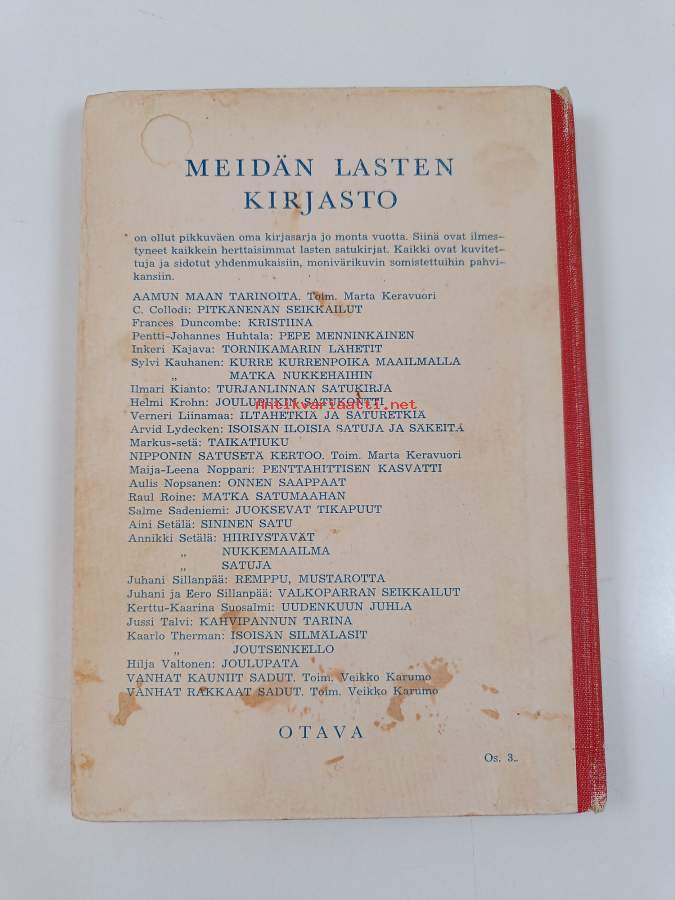 MEIDÄN LASTEN
KIRJASTO
on ollut pikkuväen oma kirjasarja jo monta vuotta. Siinä ovat ilmes-
tyneet kaikkein herttaisimmat lasten satukirjat. Kaikki ovat kuvitet-
tuja ja sidotut yhdenmukaisiin, monivärikuvin somistettuihin pahvi-
kansiin.
AAMUN MAAN TARINOITA. Toim. Marta Keravuori
C. Collodi: PITKÄNENÄN SEIKKAILUT
Frances Duncombe: KRISTIINA
Pentti-Johannes Huhtala: PEPE MENNINKÄINEN
Inkeri Kajava: TORNIKAMARIN LÄHETIT
Sylvi Kauhanen: KURRE KURRENPOIKA MAAILMALLA
„ MATKA NUKKEHÄIHIN
Ilmari Kianto: TURJANLINNAN SATUKIRJA
Helmi Krohn: JOULUPUKIN SATUKONTTI
antikvariaatti.net
Verneri Liinamaa: ILTAHETKIÄ JA SATURETKIÄ
Arvid Lydecken: ISOISÄN ILOISIA SATUJA JA SÄKEITÄ
Markus-setä: TAIKATIUKU
NIPPONIN SATUSETÄ KERTOO. Toim. Marta Keravuori
Maija-Leena Noppari: PENTTAHITTISEN KASVATTI
Aulis Nopsanen: ONNEN SAAPPAAT
Raul Roine: MATKA SATUMAAHAN
Salme Sadeniemi: JUOKSEVAT TIKAPUUT
Aini Setälä: SININEN SATU
Annikki Setälä: HIIRIYSTÄVÄT
„ NUKKEMAAILMA
„ SATUJA
Juhani Sillanpää: REMPPU, MUSTAROTTA
Juhani ja Eero Sillanpää: VALKOPARRAN SEIKKAILUT
Kerttu-Kaarina Suosalmi: UUDENKUUN JUHLA
Jussi Talvi: KAHVIPANNUN TARINA
Kaarlo Therman: ISOISÄN SILMÄLASIT
„ JOUTSENKELLO
Hilja Valtonen: JOULUPATA
VANHAT KAUNIIT SADUT. Toim. Veikko Karumo
VANHAT RAKKAAT SADUT. Toim. Veikko Karumo
OTAVA
Os. 3..